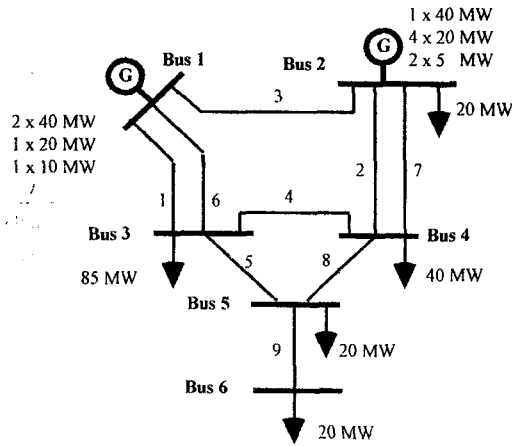 1 x 40 MW
G
4 x 20 MW
2 x 5 MW
Bus 1
Bus 2
G
3
20 MW
2 x 40 MW
1 x 20 MW
1 x 10 MW
2
7
1
6
4
Bus 3
Bus 4
5
8
85 MW
40 MW
Bus 5
9
20 MW
Bus 6
20 MW